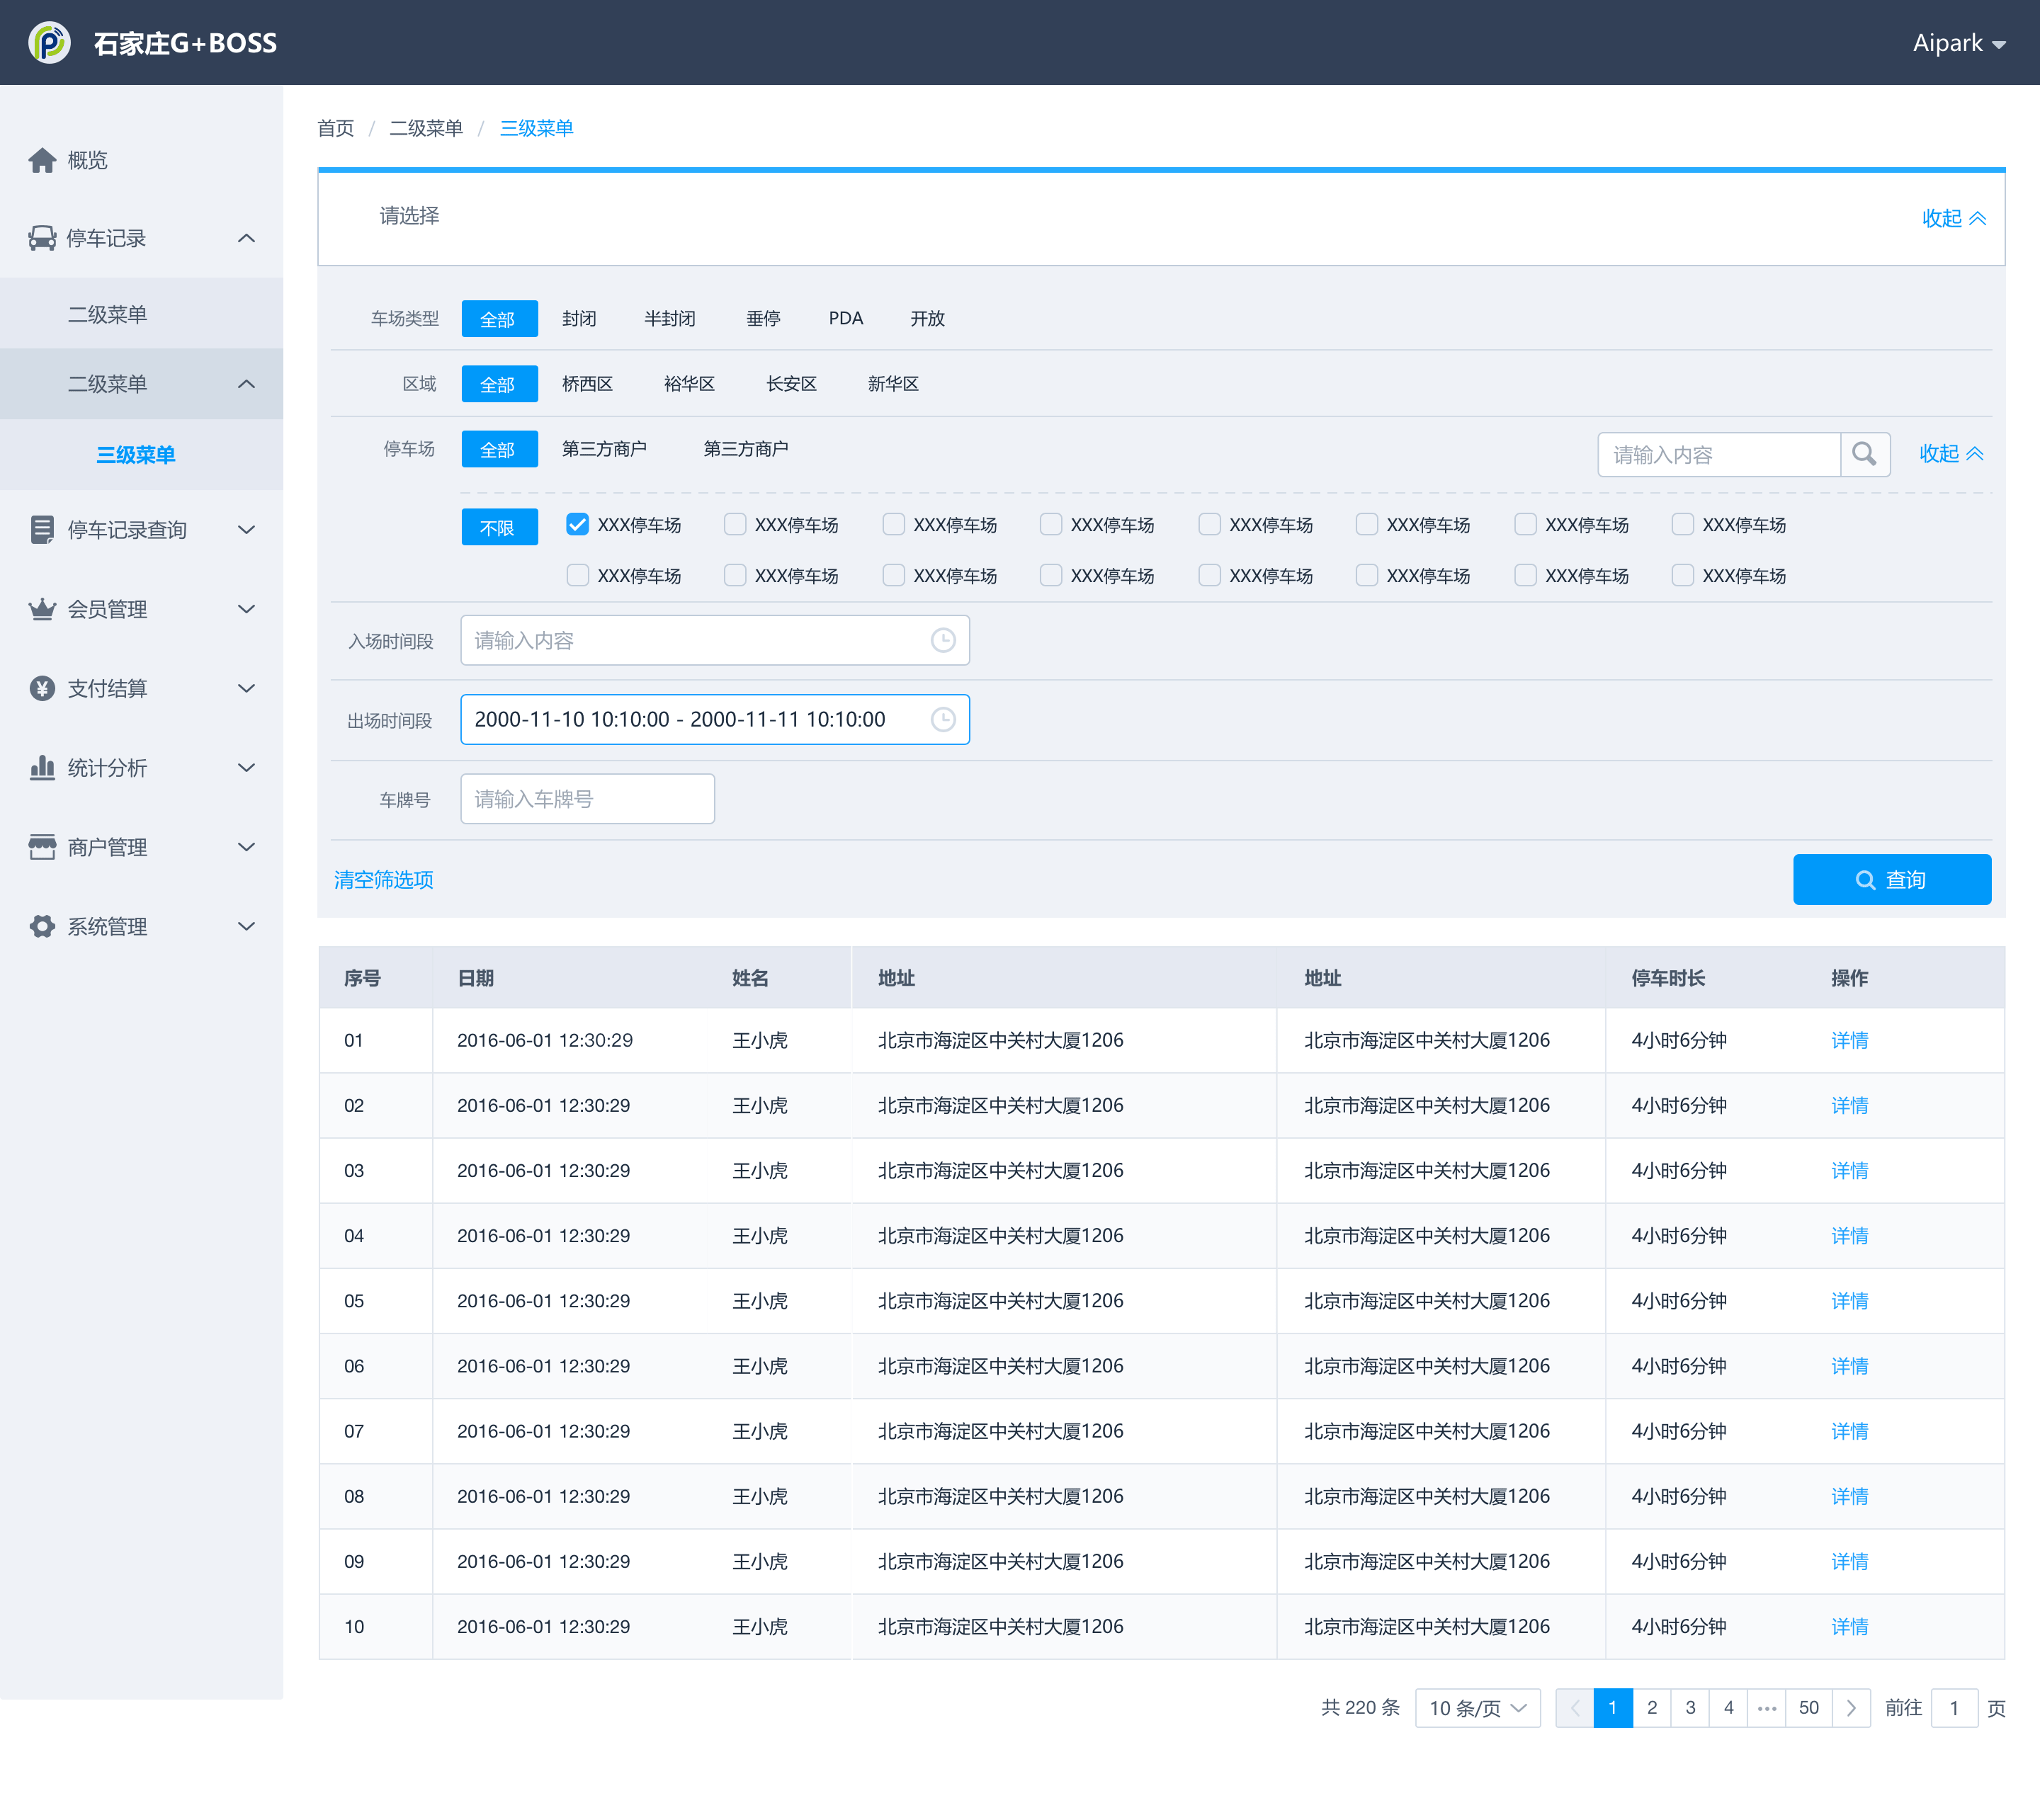 石家庄G+BOSS
Aipark
概览
停车记录
二级菜单
二级菜单
三级菜单
停车记录查询
会员管理
支付结算
统计分析
商户管理
系统管理
首页 / 二级菜单 / 三级菜单
请选择 收起
车场类型 全部 封闭 半封闭 垂停 PDA 开放
区域 全部 桥西区 裕华区 长安区 新华区
停车场 全部 第三方商户 第三方商户 请输入内容 收起
不限 XXX停车场 XXX停车场 XXX停车场 XXX停车场 XXX停车场 XXX停车场 XXX停车场 XXX停车场
XXX停车场 XXX停车场 XXX停车场 XXX停车场 XXX停车场 XXX停车场 XXX停车场 XXX停车场
入场时间段 请输入内容
出场时间段 2000-11-10 10:10:00 - 2000-11-11 10:10:00
车牌号 请输入车牌号
清空筛选项 查询
序号 日期 姓名 地址 地址 停车时长 操作
01 2016-06-01 12:30:29 王小虎 北京市海淀区中关村大厦1206 北京市海淀区中关村大厦1206 4小时6分钟 详情
02 2016-06-01 12:30:29 王小虎 北京市海淀区中关村大厦1206 北京市海淀区中关村大厦1206 4小时6分钟 详情
03 2016-06-01 12:30:29 王小虎 北京市海淀区中关村大厦1206 北京市海淀区中关村大厦1206 4小时6分钟 详情
04 2016-06-01 12:30:29 王小虎 北京市海淀区中关村大厦1206 北京市海淀区中关村大厦1206 4小时6分钟 详情
05 2016-06-01 12:30:29 王小虎 北京市海淀区中关村大厦1206 北京市海淀区中关村大厦1206 4小时6分钟 详情
06 2016-06-01 12:30:29 王小虎 北京市海淀区中关村大厦1206 北京市海淀区中关村大厦1206 4小时6分钟 详情
07 2016-06-01 12:30:29 王小虎 北京市海淀区中关村大厦1206 北京市海淀区中关村大厦1206 4小时6分钟 详情
08 2016-06-01 12:30:29 王小虎 北京市海淀区中关村大厦1206 北京市海淀区中关村大厦1206 4小时6分钟 详情
09 2016-06-01 12:30:29 王小虎 北京市海淀区中关村大厦1206 北京市海淀区中关村大厦1206 4小时6分钟 详情
10 2016-06-01 12:30:29 王小虎 北京市海淀区中关村大厦1206 北京市海淀区中关村大厦1206 4小时6分钟 详情
共 220 条 10 条/页 1 2 3 4 ••• 50 前往 1 页